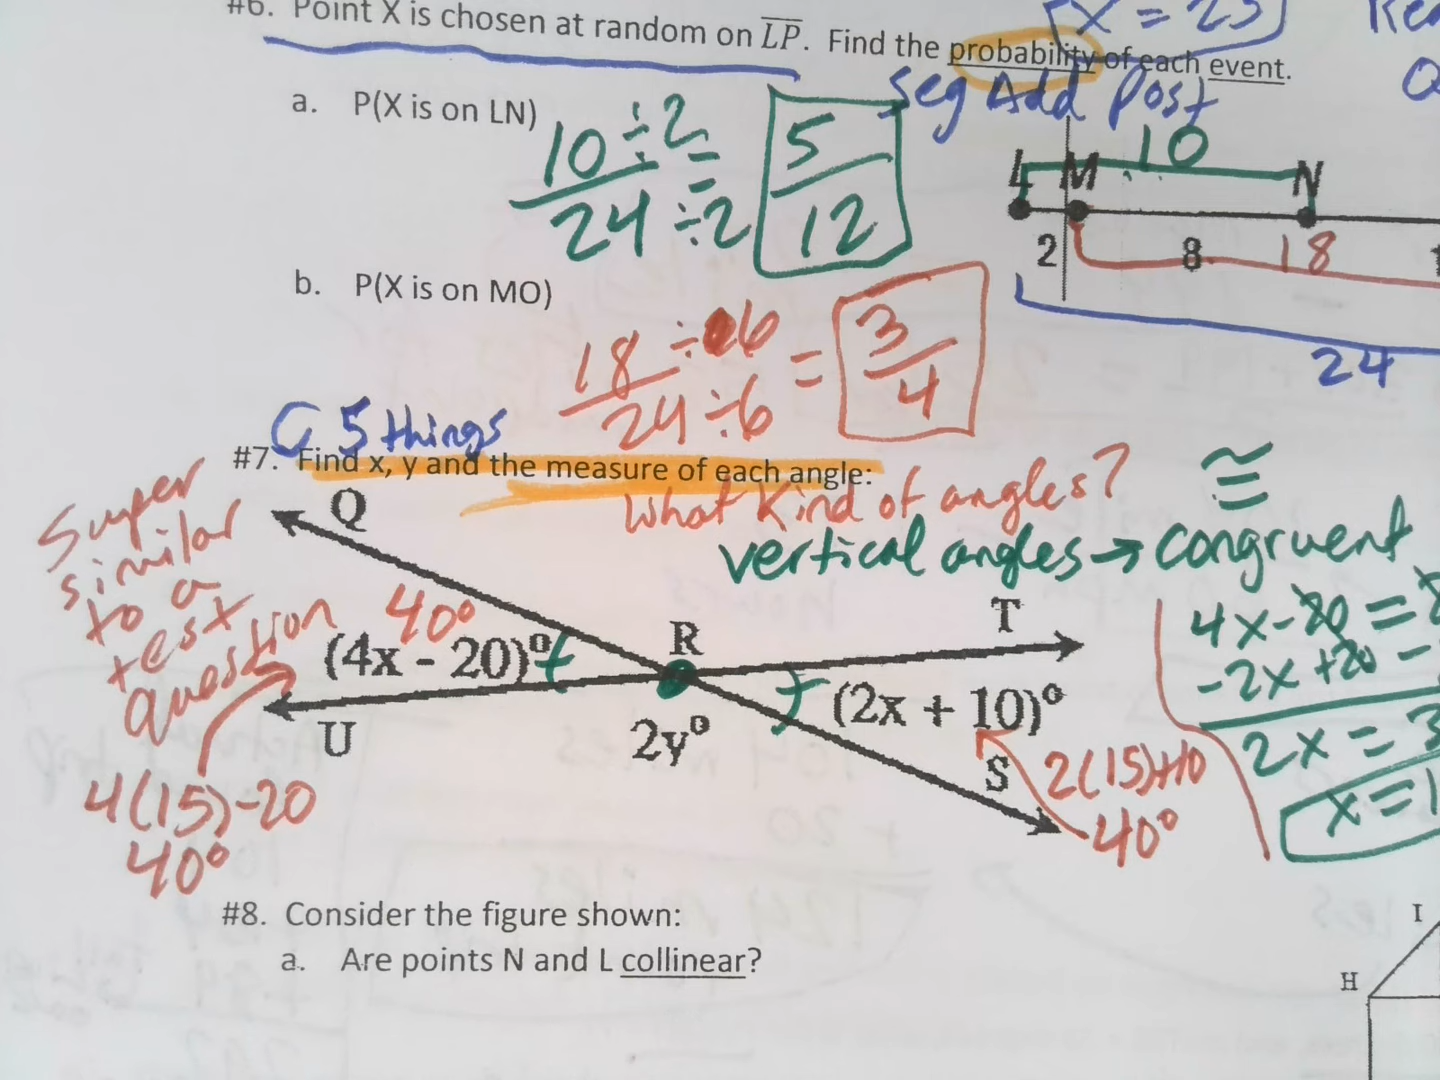 #6. Point X is chosen at random on LP. Find the probability of each event.
x = 25
Seg Add Post
a. P(X is on LN)
10 ÷2 = 5
24 ÷2 12
10
L M N
2 8 18
24
b. P(X is on MO)
18 ÷6 = 3
24 ÷6 4
5 things
#7. Find x, y and the measure of each angle:
What Kind of angles?
≅
vertical angles → congruent
Super
similar
to a
test
question
Q
40°
(4x - 20)°
R
T
(2x + 10)°
U
2y°
S
4(15)-20
40°
2(15)+10
40°
4x-20 =
-2x +20 -
2x = 3
x = 1
#8. Consider the figure shown:
a. Are points N and L collinear?
I
H